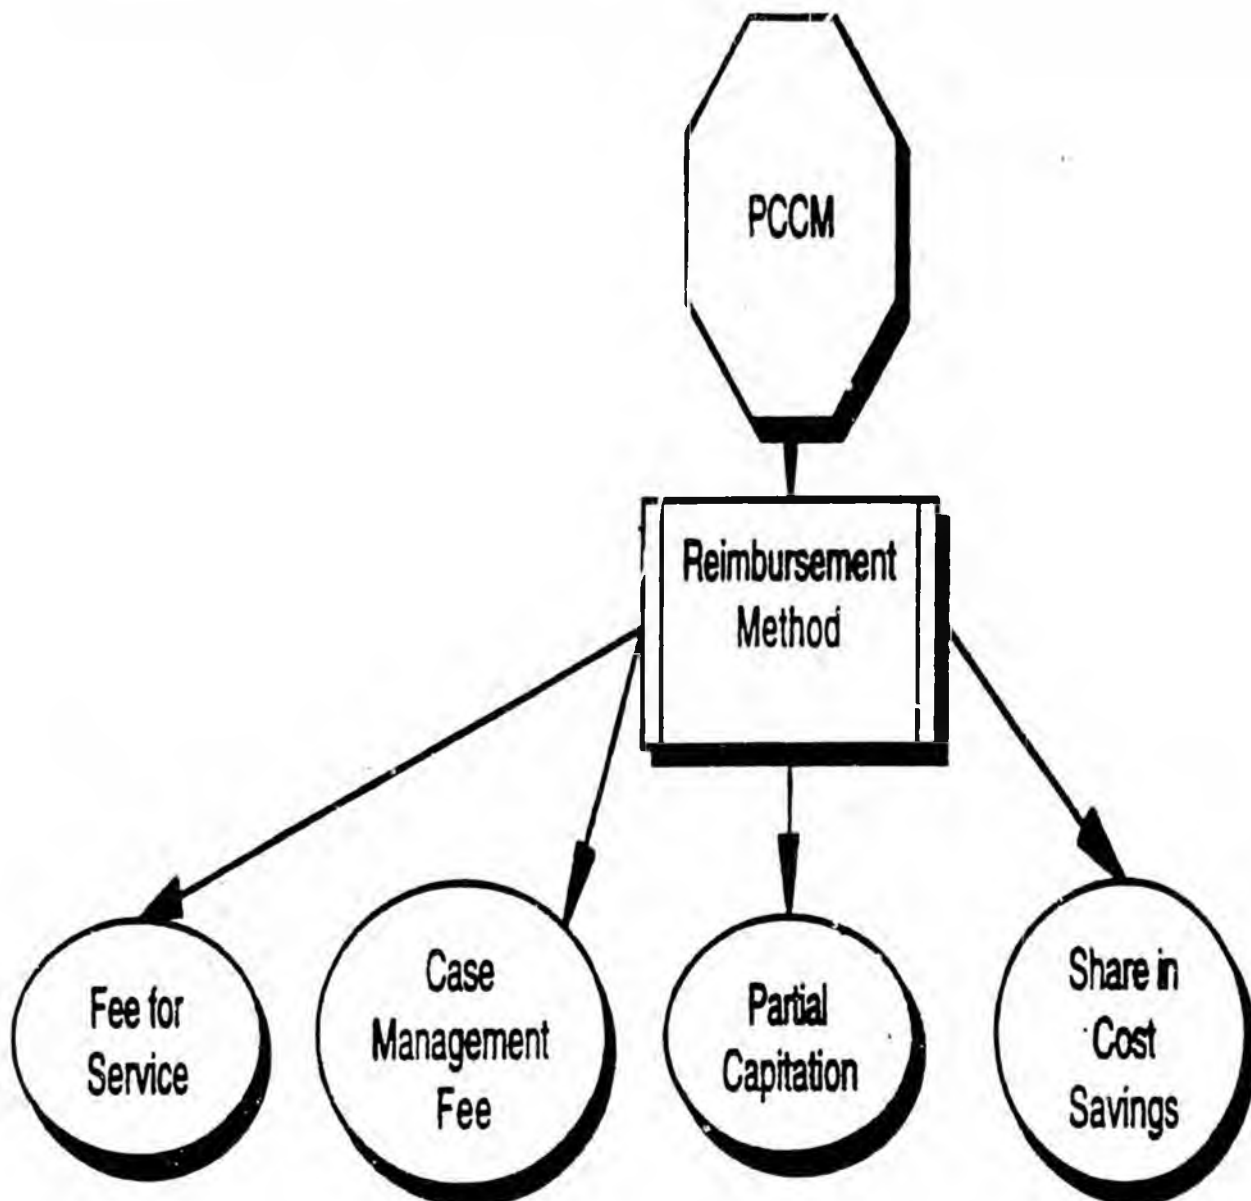 PCCM
Reimbursement
Method
Fee for
Service
Case
Management
Fee
Partial
Capitation
Share in
Cost
Savings